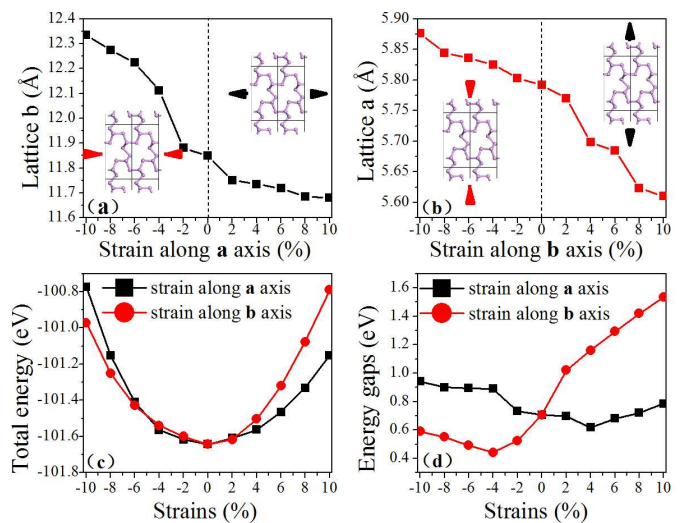 12.4
12.3
12.2
12.1
12.0
11.9
11.8
11.7
11.6
Lattice b (Å)
(a)
-10 -8 -6 -4 -2 0 2 4 6 8 10
Strain along a axis (%)
5.90
5.80
5.70
5.60
Lattice a (Å)
(b)
-10 -8 -6 -4 -2 0 2 4 6 8 10
Strain along b axis (%)
-100.8
-101.0
-101.2
-101.4
-101.6
-101.8
Total energy (eV)
strain along a axis
strain along b axis
(c)
-10 -8 -6 -4 -2 0 2 4 6 8 10
Strains (%)
1.6
1.4
1.2
1.0
0.8
0.6
0.4
Energy gaps (eV)
strain along a axis
strain along b axis
(d)
-10 -8 -6 -4 -2 0 2 4 6 8 10
Strains (%)